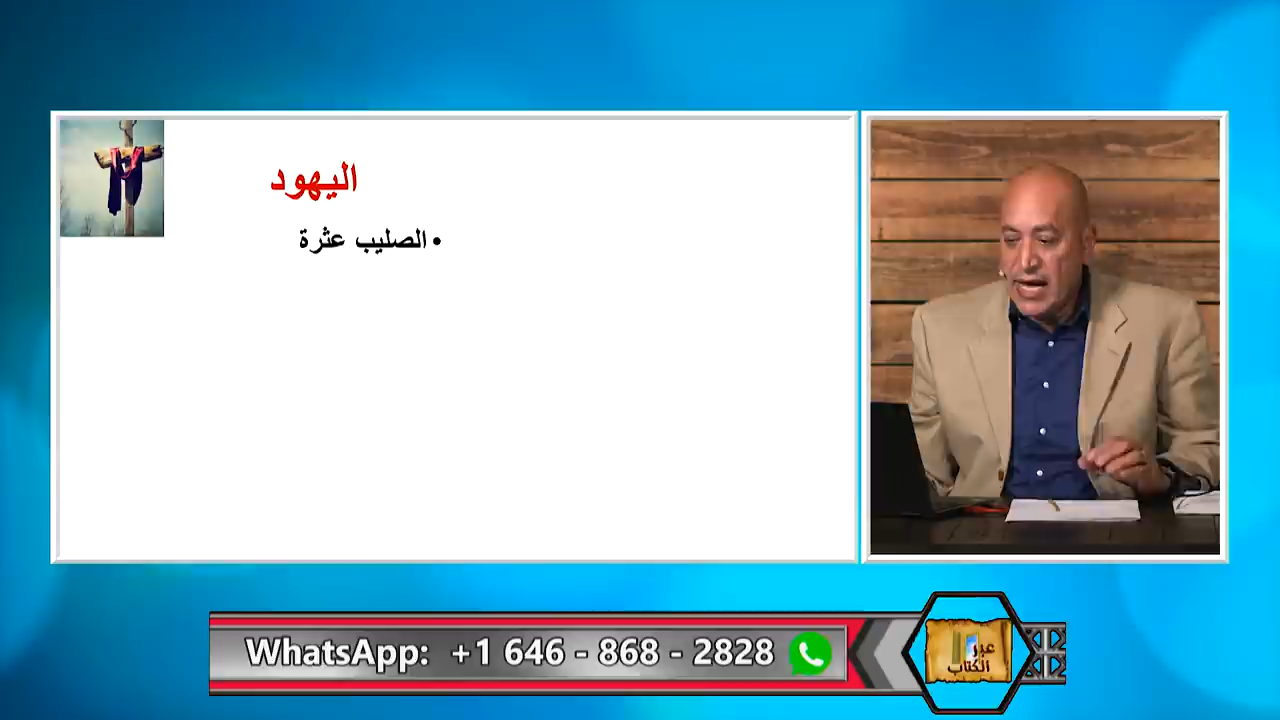 اليهود
• الصليب عثرة
WhatsApp: +1 646 - 868 - 2828
عبر
الكتاب